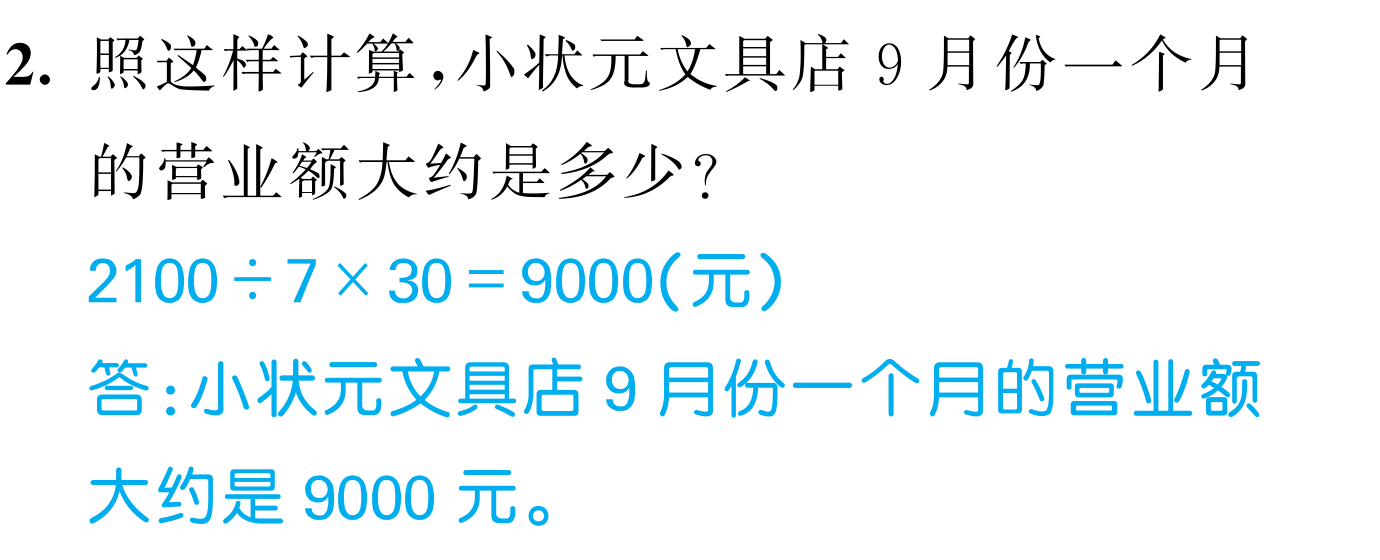 2. 照这样计算,小状元文具店 9 月份一个月
的营业额大约是多少?
2100÷7×30=9000(元)
答:小状元文具店 9 月份一个月的营业额
大约是 9000 元。